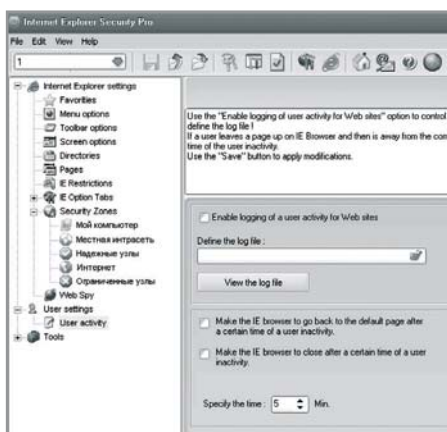 Internet Explorer Security Pro
File Edit View Help
1
Internet Explorer settings
Favorities
Menu options
Toolbar options
Screen options
Directories
Pages
IE Restrictions
IE Option Tabs
Security Zones
Мой компьютер
Местная интрасеть
Надежные узлы
Интернет
Ограниченные узлы
Web Spy
User settings
User activity
Tools
Use the "Enable logging of user activity for Web sites" option to control
define the log file !
If a user leaves a page up on IE Browser and then is away from the com
time of the user inactivity.
Use the "Save" button to apply modifications.
Enable logging of a user activity for Web sites
Define the log file :
View the log file
Make the IE browser to go back to the default page after
a certain time of a user inactivity.
Make the IE browser to close after a certain time of a user
inactivity.
Specify the time : 5 Min.